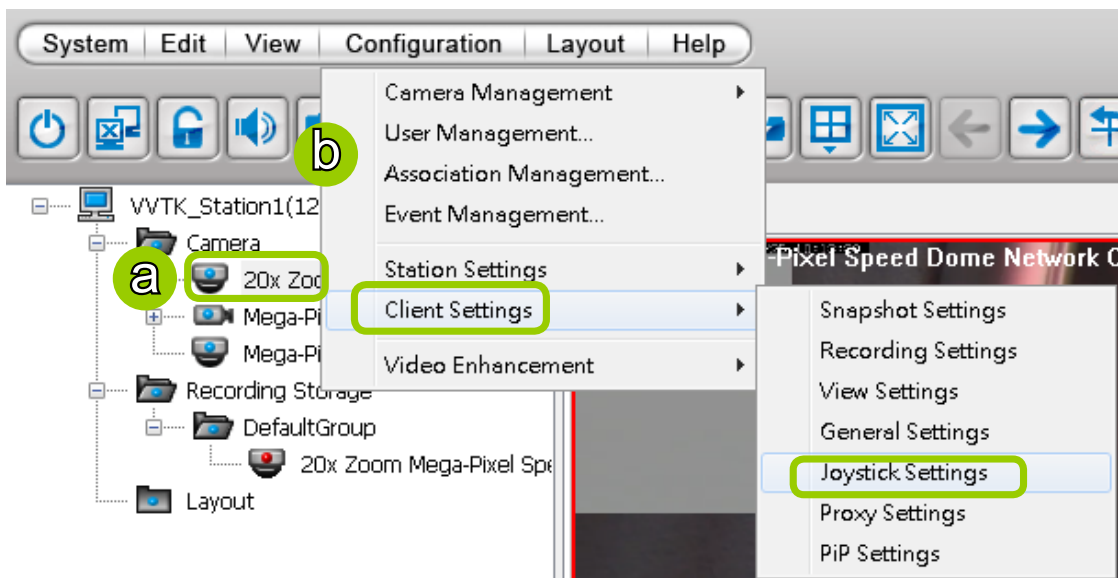 System Edit View Configuration Layout Help
Camera Management
b
User Management...
Association Management...
VVTK_Station1(12
Event Management...
Camera
-Pixel Speed Dome Network C
a
20x Zoo
Station Settings
Mega-Pi
Client Settings
Snapshot Settings
Mega-Pi
Recording Settings
Video Enhancement
Recording Storage
View Settings
DefaultGroup
General Settings
20x Zoom Mega-Pixel Spe
Joystick Settings
Layout
Proxy Settings
PiP Settings